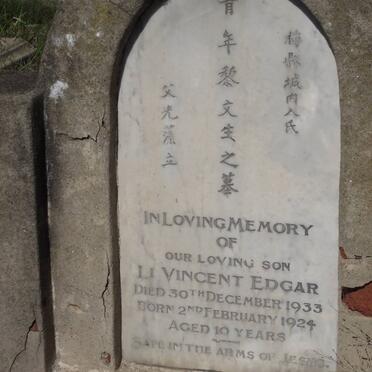 梅縣城内人氏
青年黎文生之墓
父光藻立
IN LOVING MEMORY
OF
OUR LOVING SON
LI VINCENT EDGAR
DIED 30TH DECEMBER 1933
BORN 2ND FEBRUARY 1924
AGED 10 YEARS
SAFE IN THE ARMS OF JESUS.